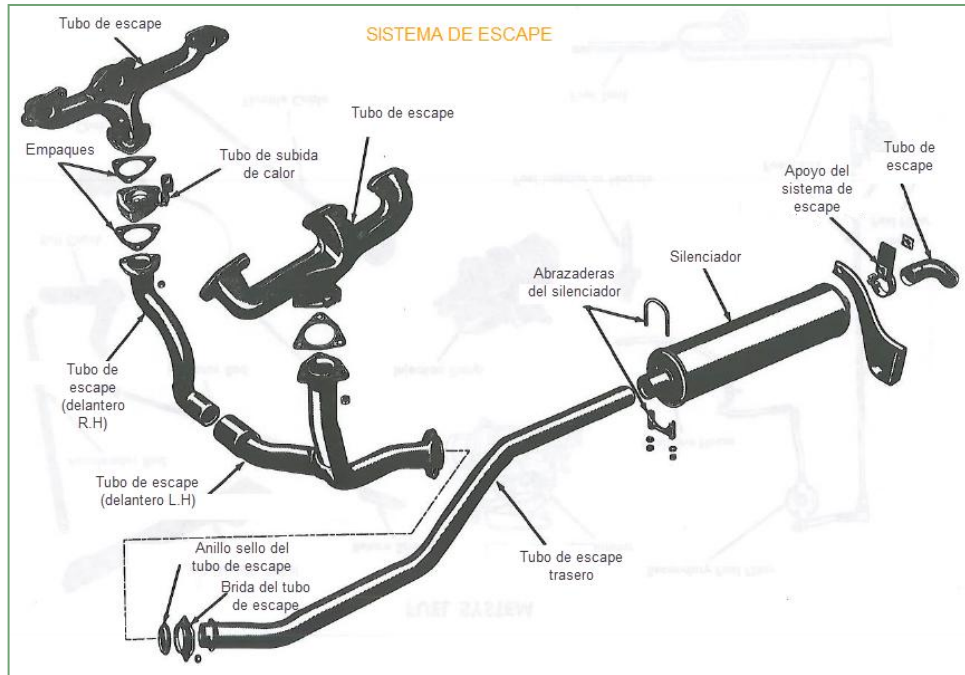 SISTEMA DE ESCAPE
Tubo de escape
Empaques
Tubo de subida
de calor
Tubo de escape
Tubo de
escape
Apoyo del
sistema de
escape
Silenciador
Abrazaderas
del silenciador
Tubo de
escape
(delantero
R.H)
Tubo de escape
(delantero L.H)
Anillo sello del
tubo de escape
Brida del tubo
de escape
Tubo de escape
trasero
FUEL SYSTEM